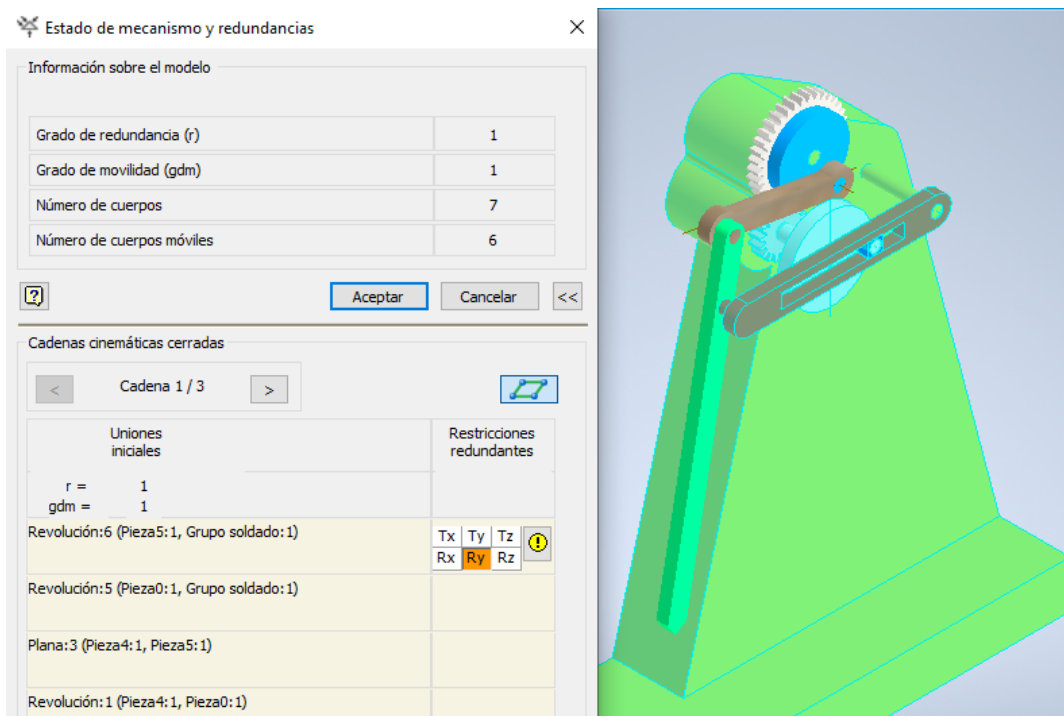 Estado de mecanismo y redundancias
Información sobre el modelo
Grado de redundancia (r) 1
Grado de movilidad (gdm) 1
Número de cuerpos 7
Número de cuerpos móviles 6
? Aceptar Cancelar <<
Cadenas cinemáticas cerradas
< Cadena 1 / 3 >
Uniones Restricciones
iniciales redundantes
r = 1
gdm = 1
Revolución:6 (Pieza5:1, Grupo soldado:1) Tx Ty Tz !
Rx Ry Rz
Revolución:5 (Pieza0:1, Grupo soldado:1)
Plana:3 (Pieza4:1, Pieza5:1)
Revolución:1 (Pieza4:1, Pieza0:1)